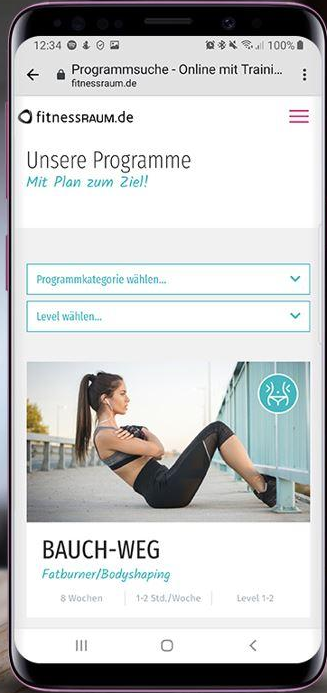 12:34
100%
Programmsuche - Online mit Traini...
fitnessraum.de
fitnessRAUM.de
Unsere Programme
Mit Plan zum Ziel!
Programmkategorie wählen...
Level wählen...
BAUCH-WEG
Fatburner/Bodyshaping
8 Wochen
1-2 Std./Woche
Level 1-2